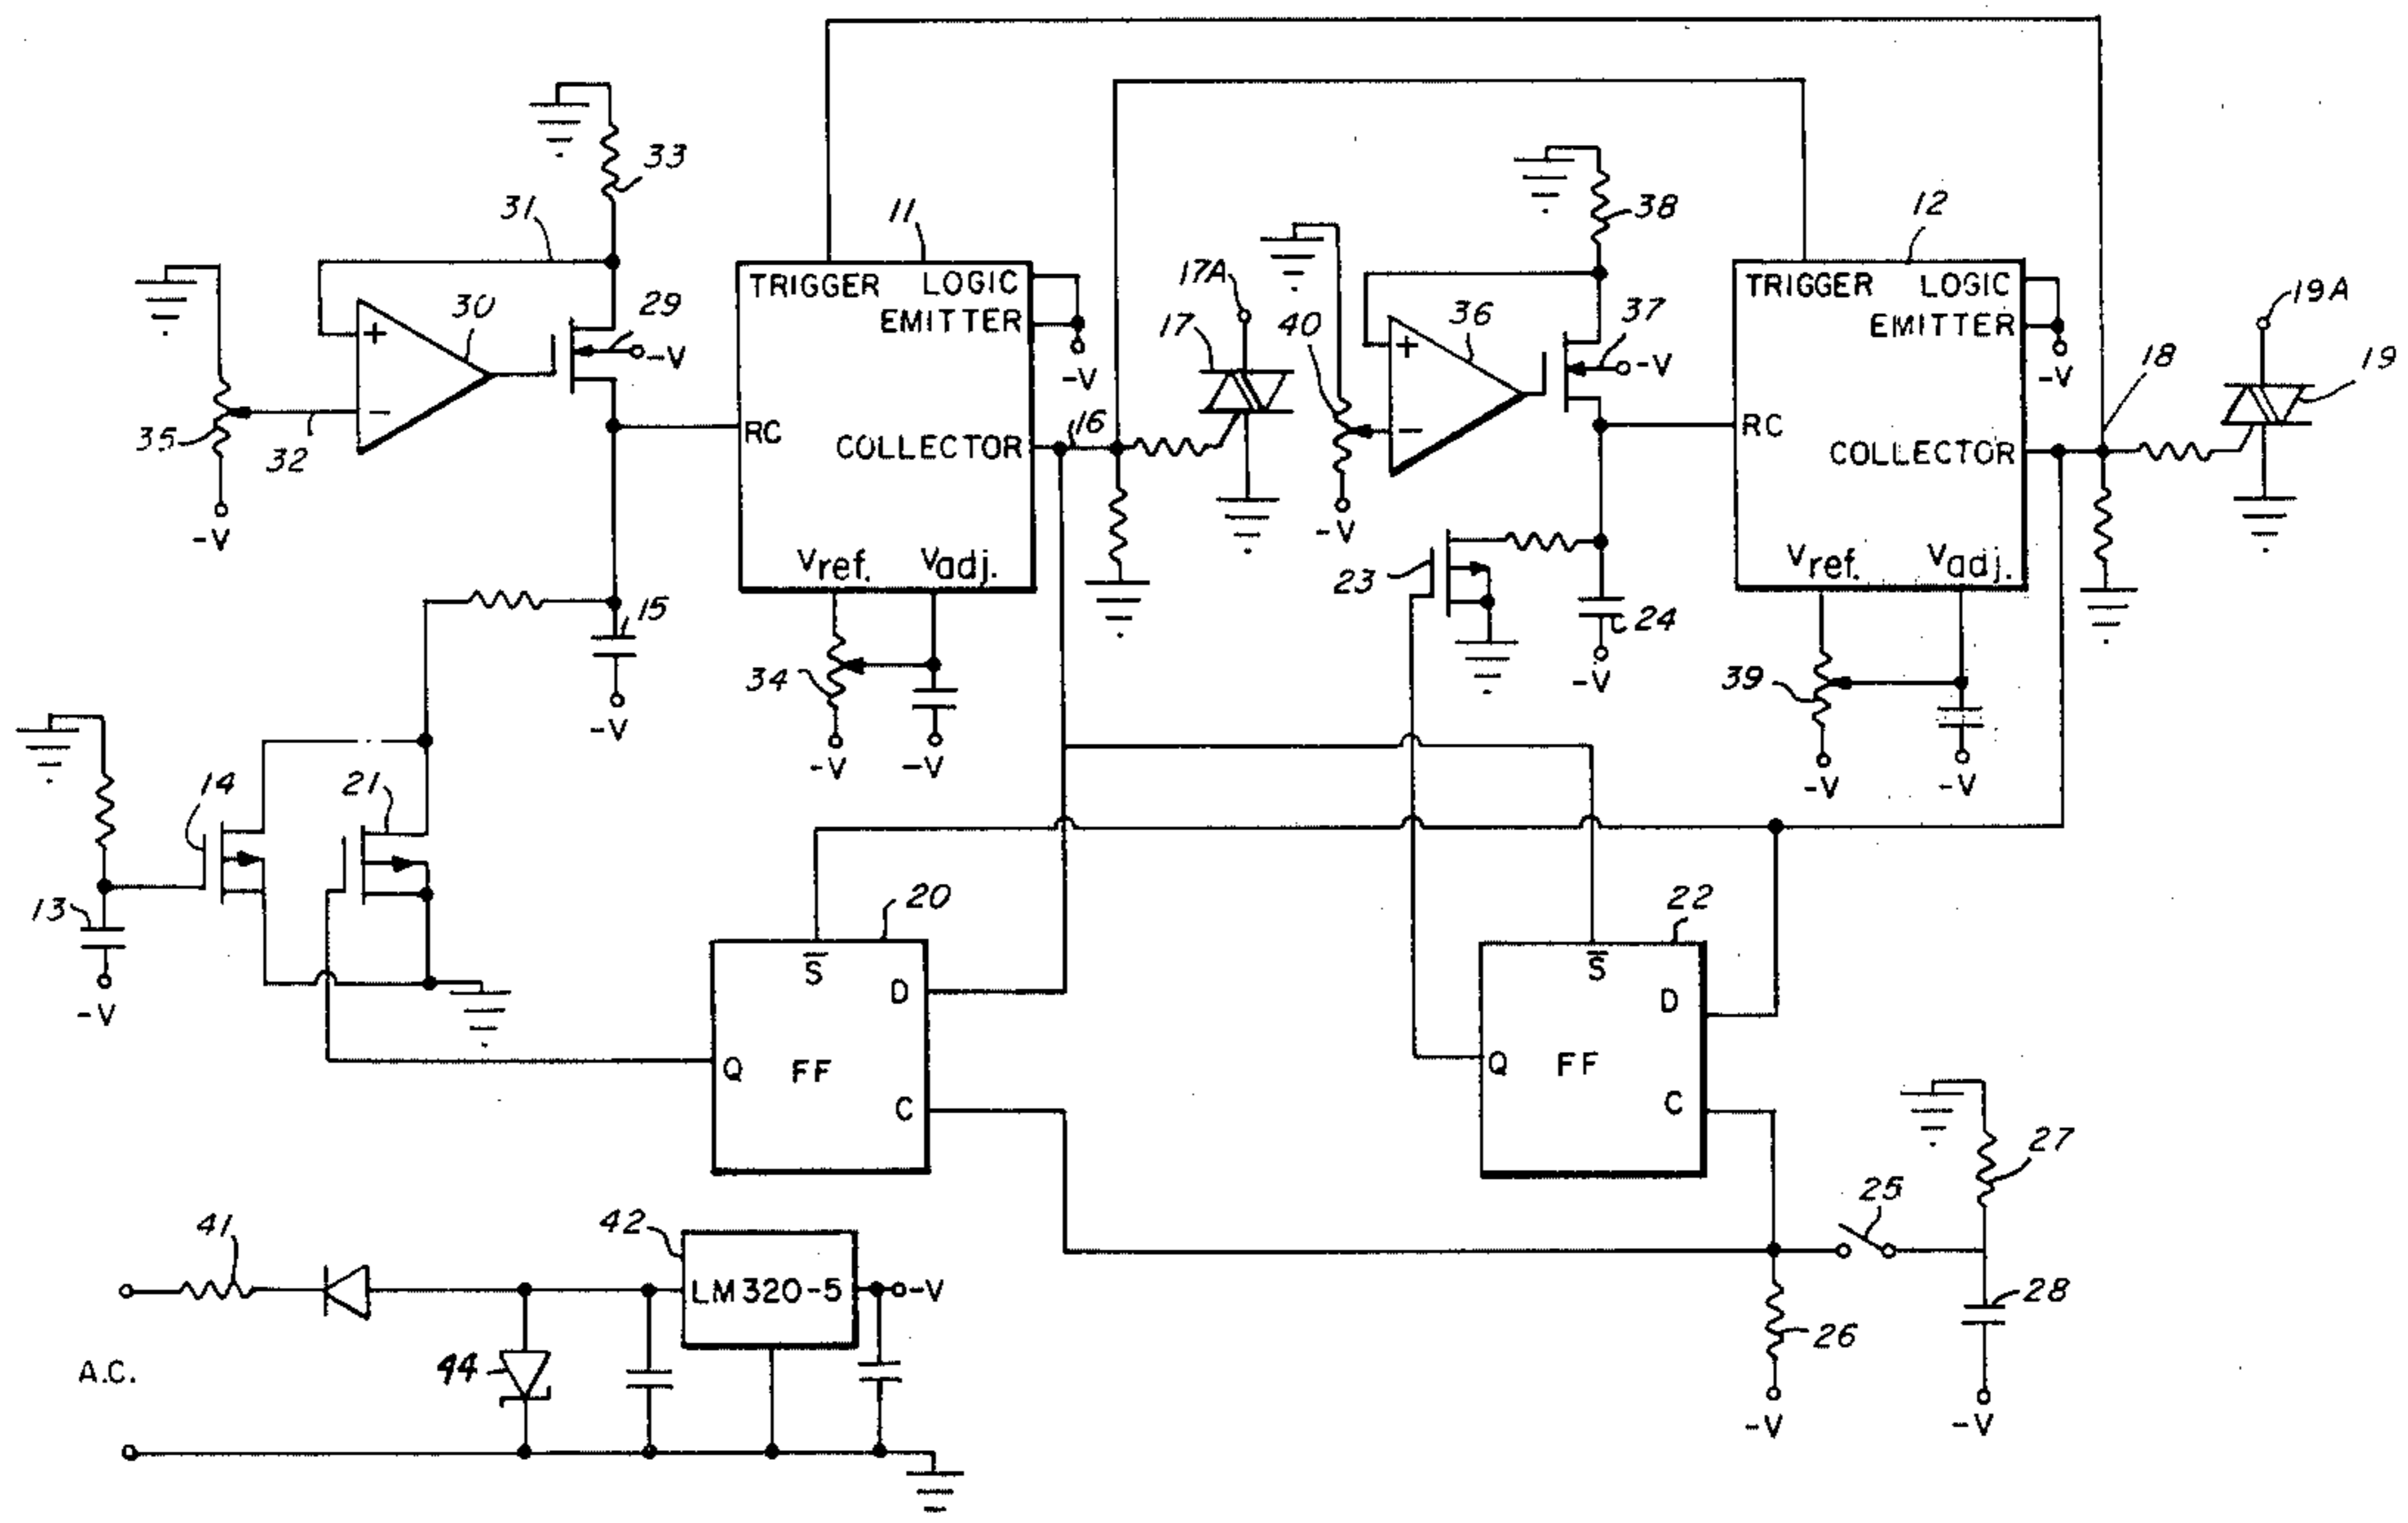 33
31
11
38
12
TRIGGER LOGIC
EMITTER
-V
RC
COLLECTOR
Vref. Vadj.
30
+
-
29
-V
35
32
-V
16
17A
17
40
36
+
-
37
-V
-V
TRIGGER LOGIC
EMITTER
-V
RC
COLLECTOR
Vref. Vadj.
18
19A
19
15
-V
34
-V
-V
23
24
-V
39
-V
-V
14
21
13
-V
20
S̅
D
Q FF
C
22
S̅
D
Q FF
C
25
27
28
26
-V
-V
41
42
LM320-5
-V
44
A.C.